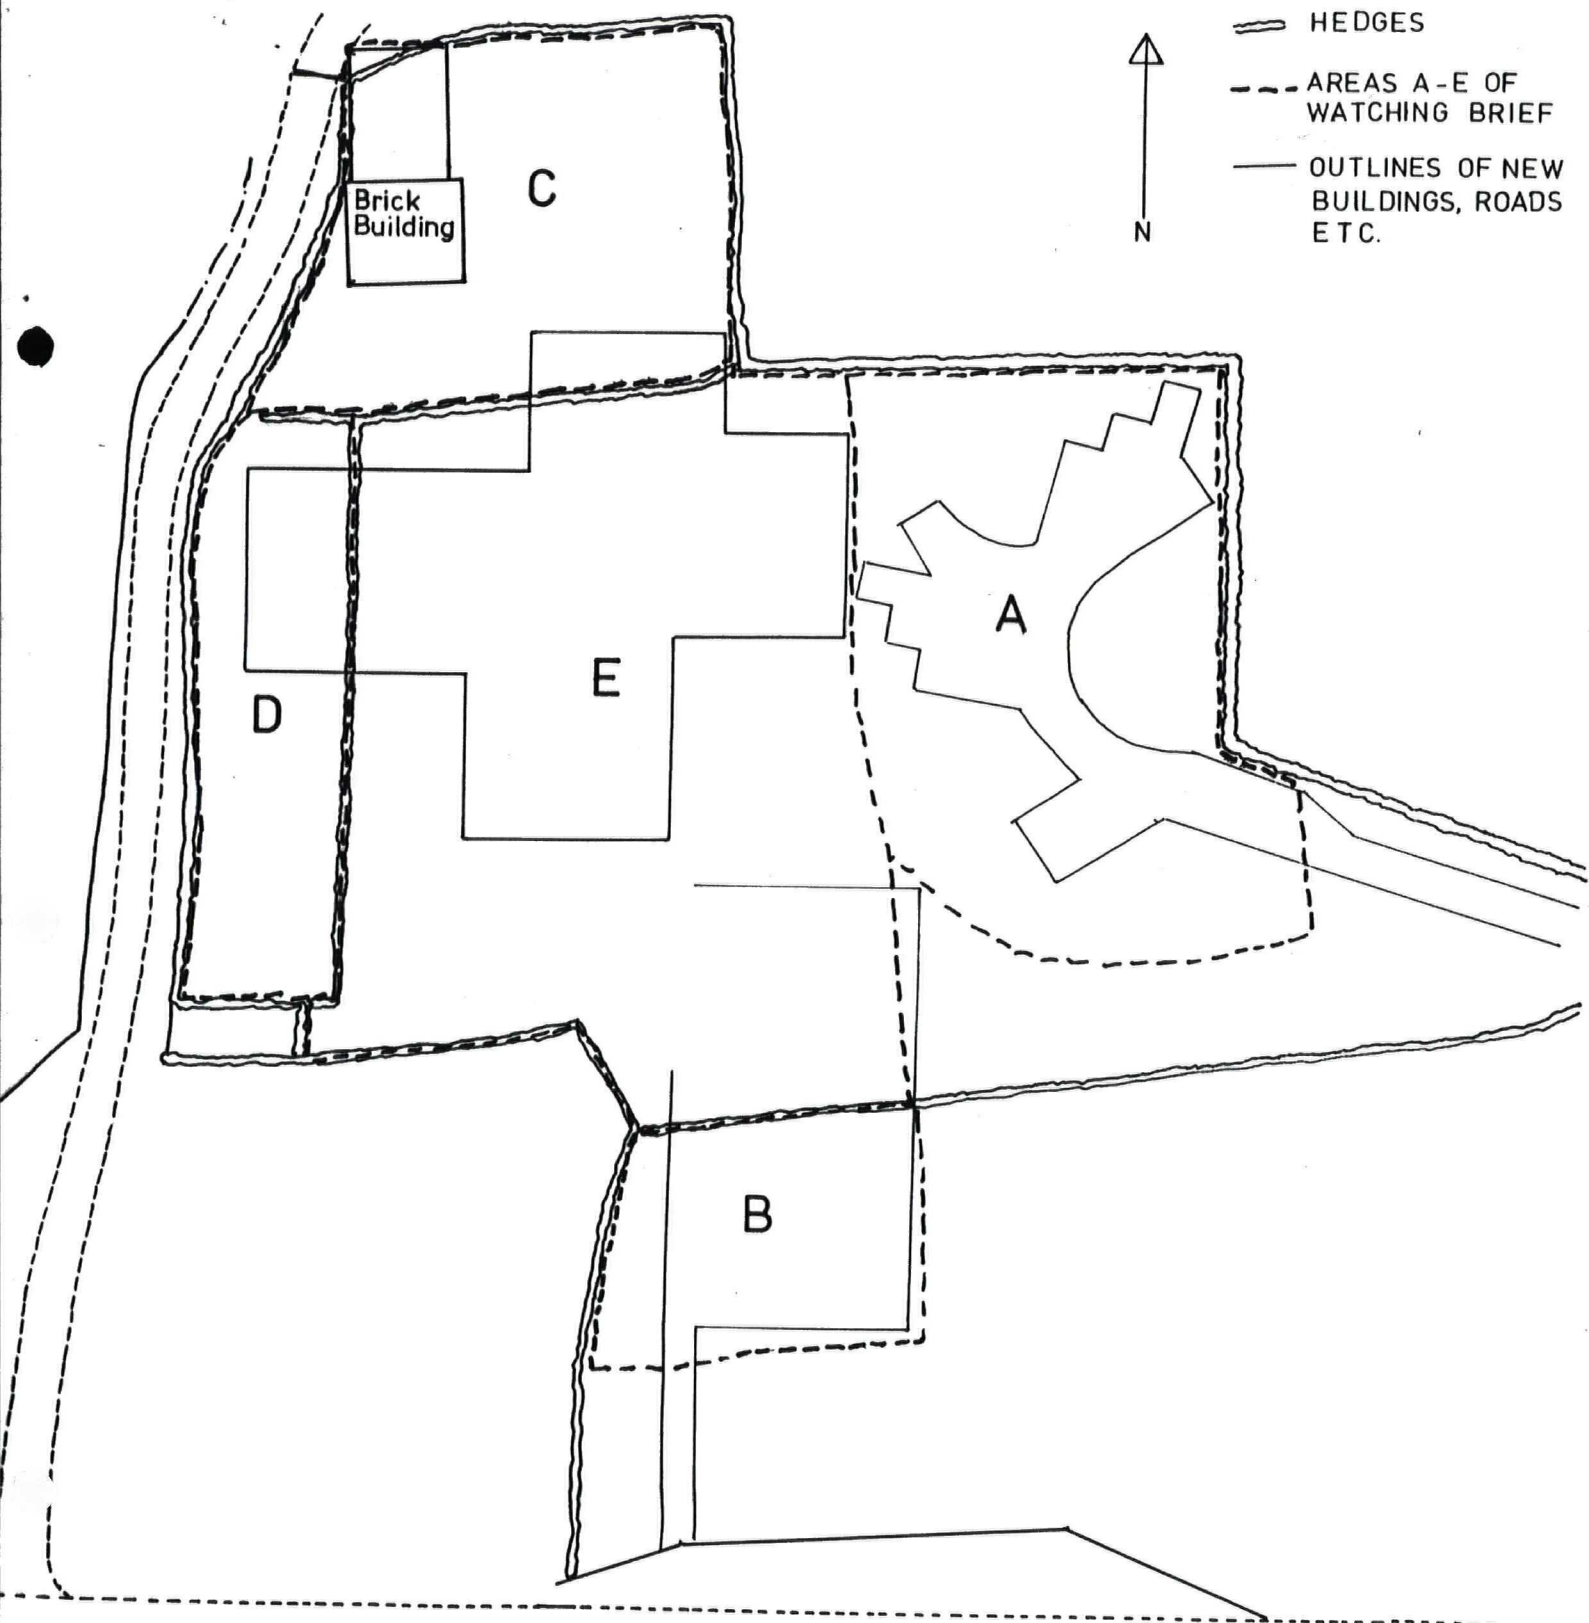 HEDGES
AREAS A-E OF
WATCHING BRIEF
OUTLINES OF NEW
BUILDINGS, ROADS
ETC.
N
C
Brick
Building
A
E
D
B